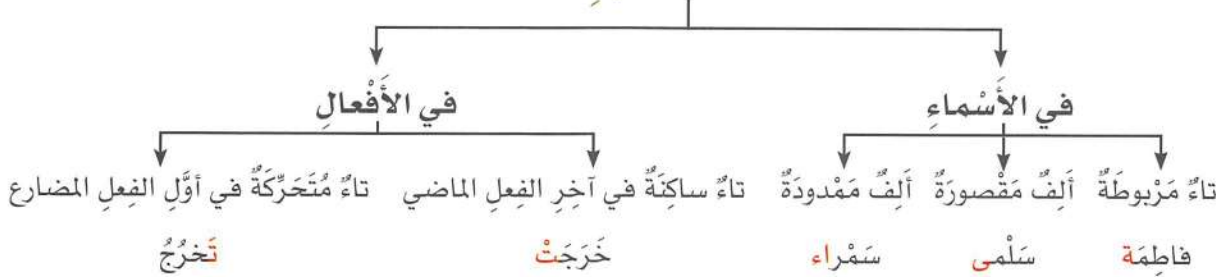 في الأَسْماءِ
في الأَفْعالِ
تاءٌ مَرْبوطَةٌ أَلِفٌ مَقْصورَةٌ أَلِفٌ مَمْدودَةٌ تاءٌ ساكِنَةٌ في آخِرِ الفِعلِ الماضي تاءٌ مُتَحَرِّكَةٌ في أوَّلِ الفِعلِ المضارع
فاطِمَة سَلْمى سَمْراء خَرَجَتْ تَخرُجُ